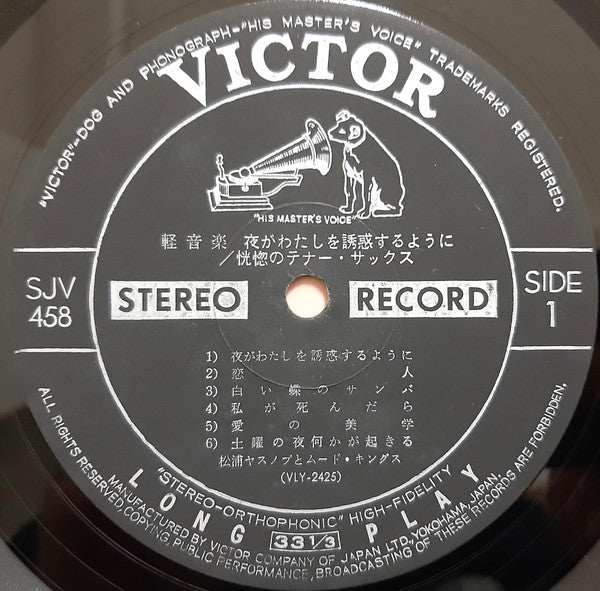 "VICTOR"-DOG AND PHONOGRAPH-"HIS MASTER'S VOICE" TRADEMARKS REGISTERED.
VICTOR
"HIS MASTER'S VOICE"
軽音楽 夜がわたしを誘惑するように
/恍惚のテナー・サックス
SJV
458
STEREO RECORD
SIDE
1
1) 夜がわたしを誘惑するように
2) 恋人
3) 白い蝶のサンバ
4) 私が死んだら
5) 愛の美学
6) 土曜の夜何かが起きる
松浦ヤスノブとムード・キングス
(VLY-2425)
"STEREO-ORTHOPHONIC" HIGH-FIDELITY
LONG 33 1/3 PLAY
MANUFACTURED BY VICTOR COMPANY OF JAPAN LTD., YOKOHAMA, JAPAN.
ALL RIGHTS RESERVED, COPYING, PUBLIC PERFORMANCE, BROADCASTING OF THESE RECORDS ARE FORBIDDEN.